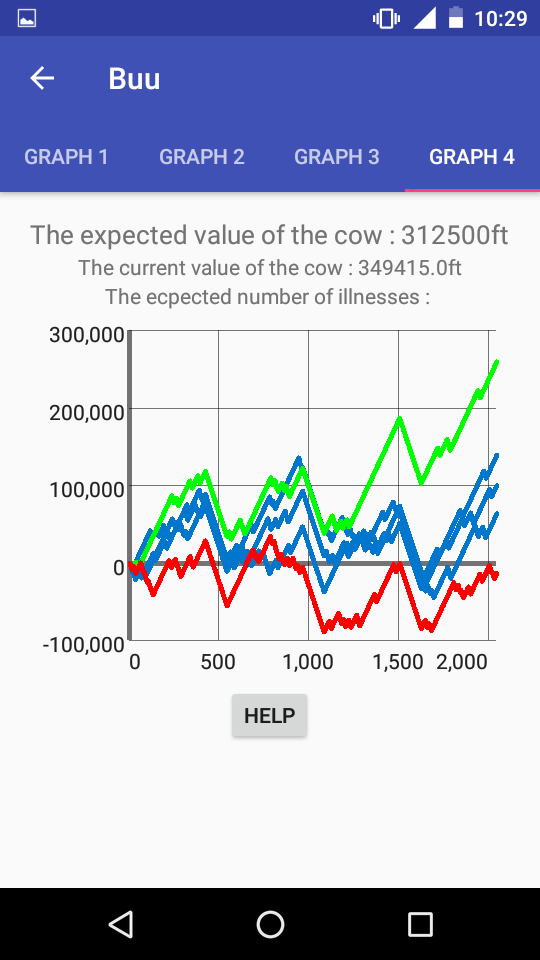 10:29
Buu
GRAPH 1 GRAPH 2 GRAPH 3 GRAPH 4
The expected value of the cow : 312500ft
The current value of the cow : 349415.0ft
The ecpected number of illnesses :
300,000
200,000
100,000
0
-100,000
0 500 1,000 1,500 2,000
HELP